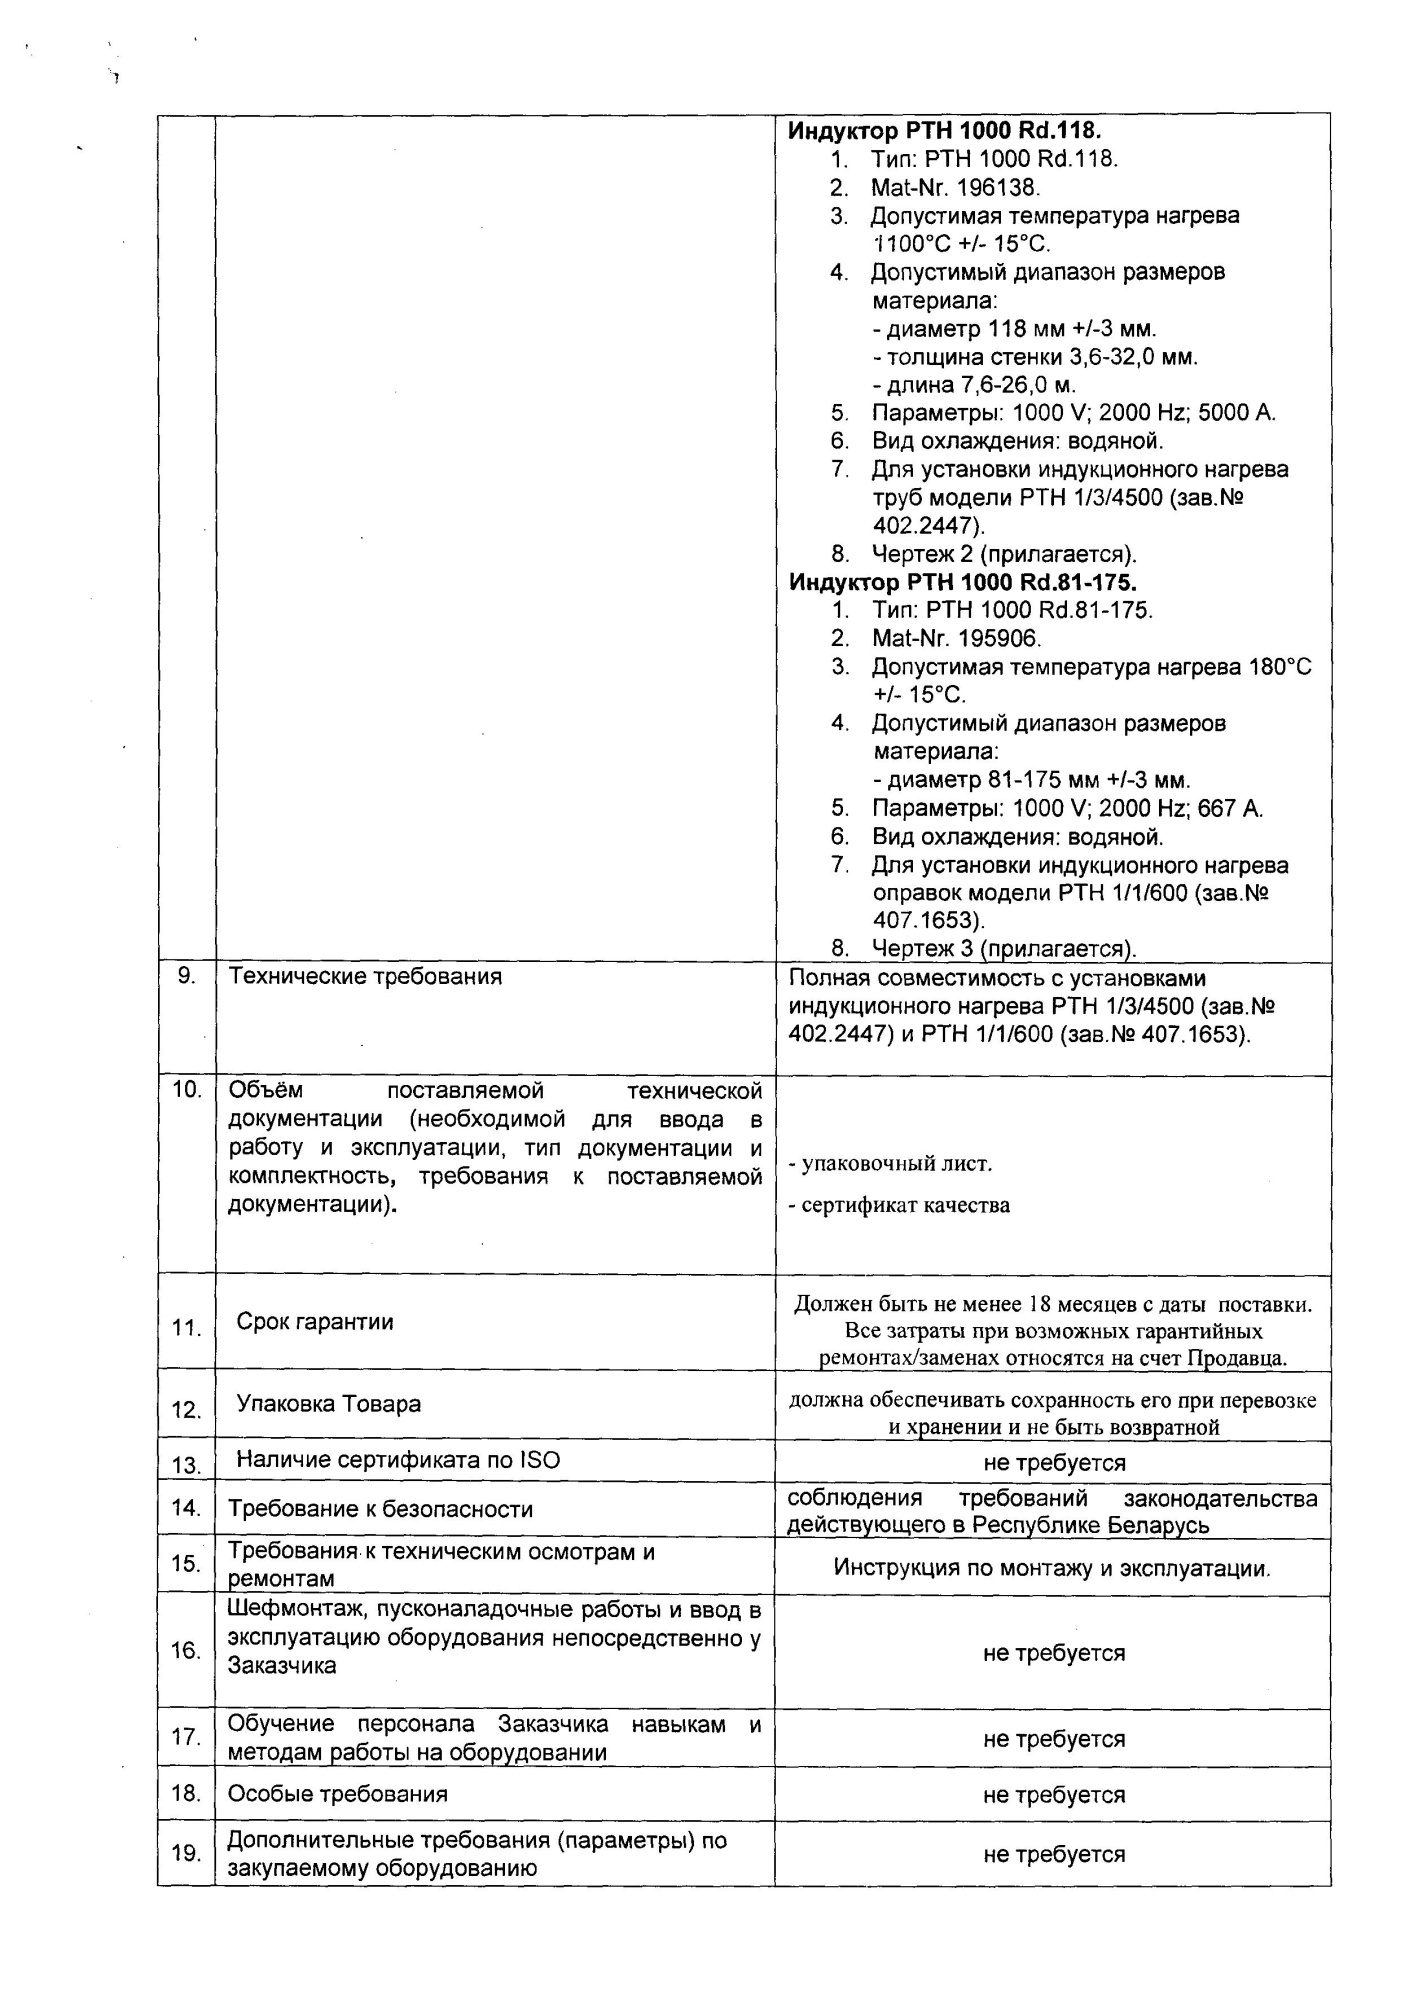 Индуктор РТН 1000 Rd.118.
1. Тип: РТН 1000 Rd.118.
2. Mat-Nr. 196138.
3. Допустимая температура нагрева
1100°С +/- 15°С.
4. Допустимый диапазон размеров
материала:
- диаметр 118 мм +/-3 мм.
- толщина стенки 3,6-32,0 мм.
- длина 7,6-26,0 м.
5. Параметры: 1000 V; 2000 Hz; 5000 А.
6. Вид охлаждения: водяной.
7. Для установки индукционного нагрева
труб модели РТН 1/3/4500 (зав.№
402.2447).
8. Чертеж 2 (прилагается).
Индуктор РТН 1000 Rd.81-175.
1. Тип: РТН 1000 Rd.81-175.
2. Mat-Nr. 195906.
3. Допустимая температура нагрева 180°С
+/- 15°С.
4. Допустимый диапазон размеров
материала:
- диаметр 81-175 мм +/-3 мм.
5. Параметры: 1000 V; 2000 Hz; 667 А.
6. Вид охлаждения: водяной.
7. Для установки индукционного нагрева
оправок модели РТН 1/1/600 (зав.№
407.1653).
8. Чертеж 3 (прилагается).
9. Технические требования
Полная совместимость с установками
индукционного нагрева РТН 1/3/4500 (зав.№
402.2447) и РТН 1/1/600 (зав.№ 407.1653).
10. Объём поставляемой технической
документации (необходимой для ввода в
работу и эксплуатации, тип документации и
комплектность, требования к поставляемой
документации).
- упаковочный лист.
- сертификат качества
11. Срок гарантии
Должен быть не менее 18 месяцев с даты поставки.
Все затраты при возможных гарантийных
ремонтах/заменах относятся на счет Продавца.
12. Упаковка Товара
должна обеспечивать сохранность его при перевозке
и хранении и не быть возвратной
13. Наличие сертификата по ISO
не требуется
14. Требование к безопасности
соблюдения требований законодательства
действующего в Республике Беларусь
15. Требования к техническим осмотрам и
ремонтам
Инструкция по монтажу и эксплуатации.
16. Шефмонтаж, пусконаладочные работы и ввод в
эксплуатацию оборудования непосредственно у
Заказчика
не требуется
17. Обучение персонала Заказчика навыкам и
методам работы на оборудовании
не требуется
18. Особые требования
не требуется
19. Дополнительные требования (параметры) по
закупаемому оборудованию
не требуется